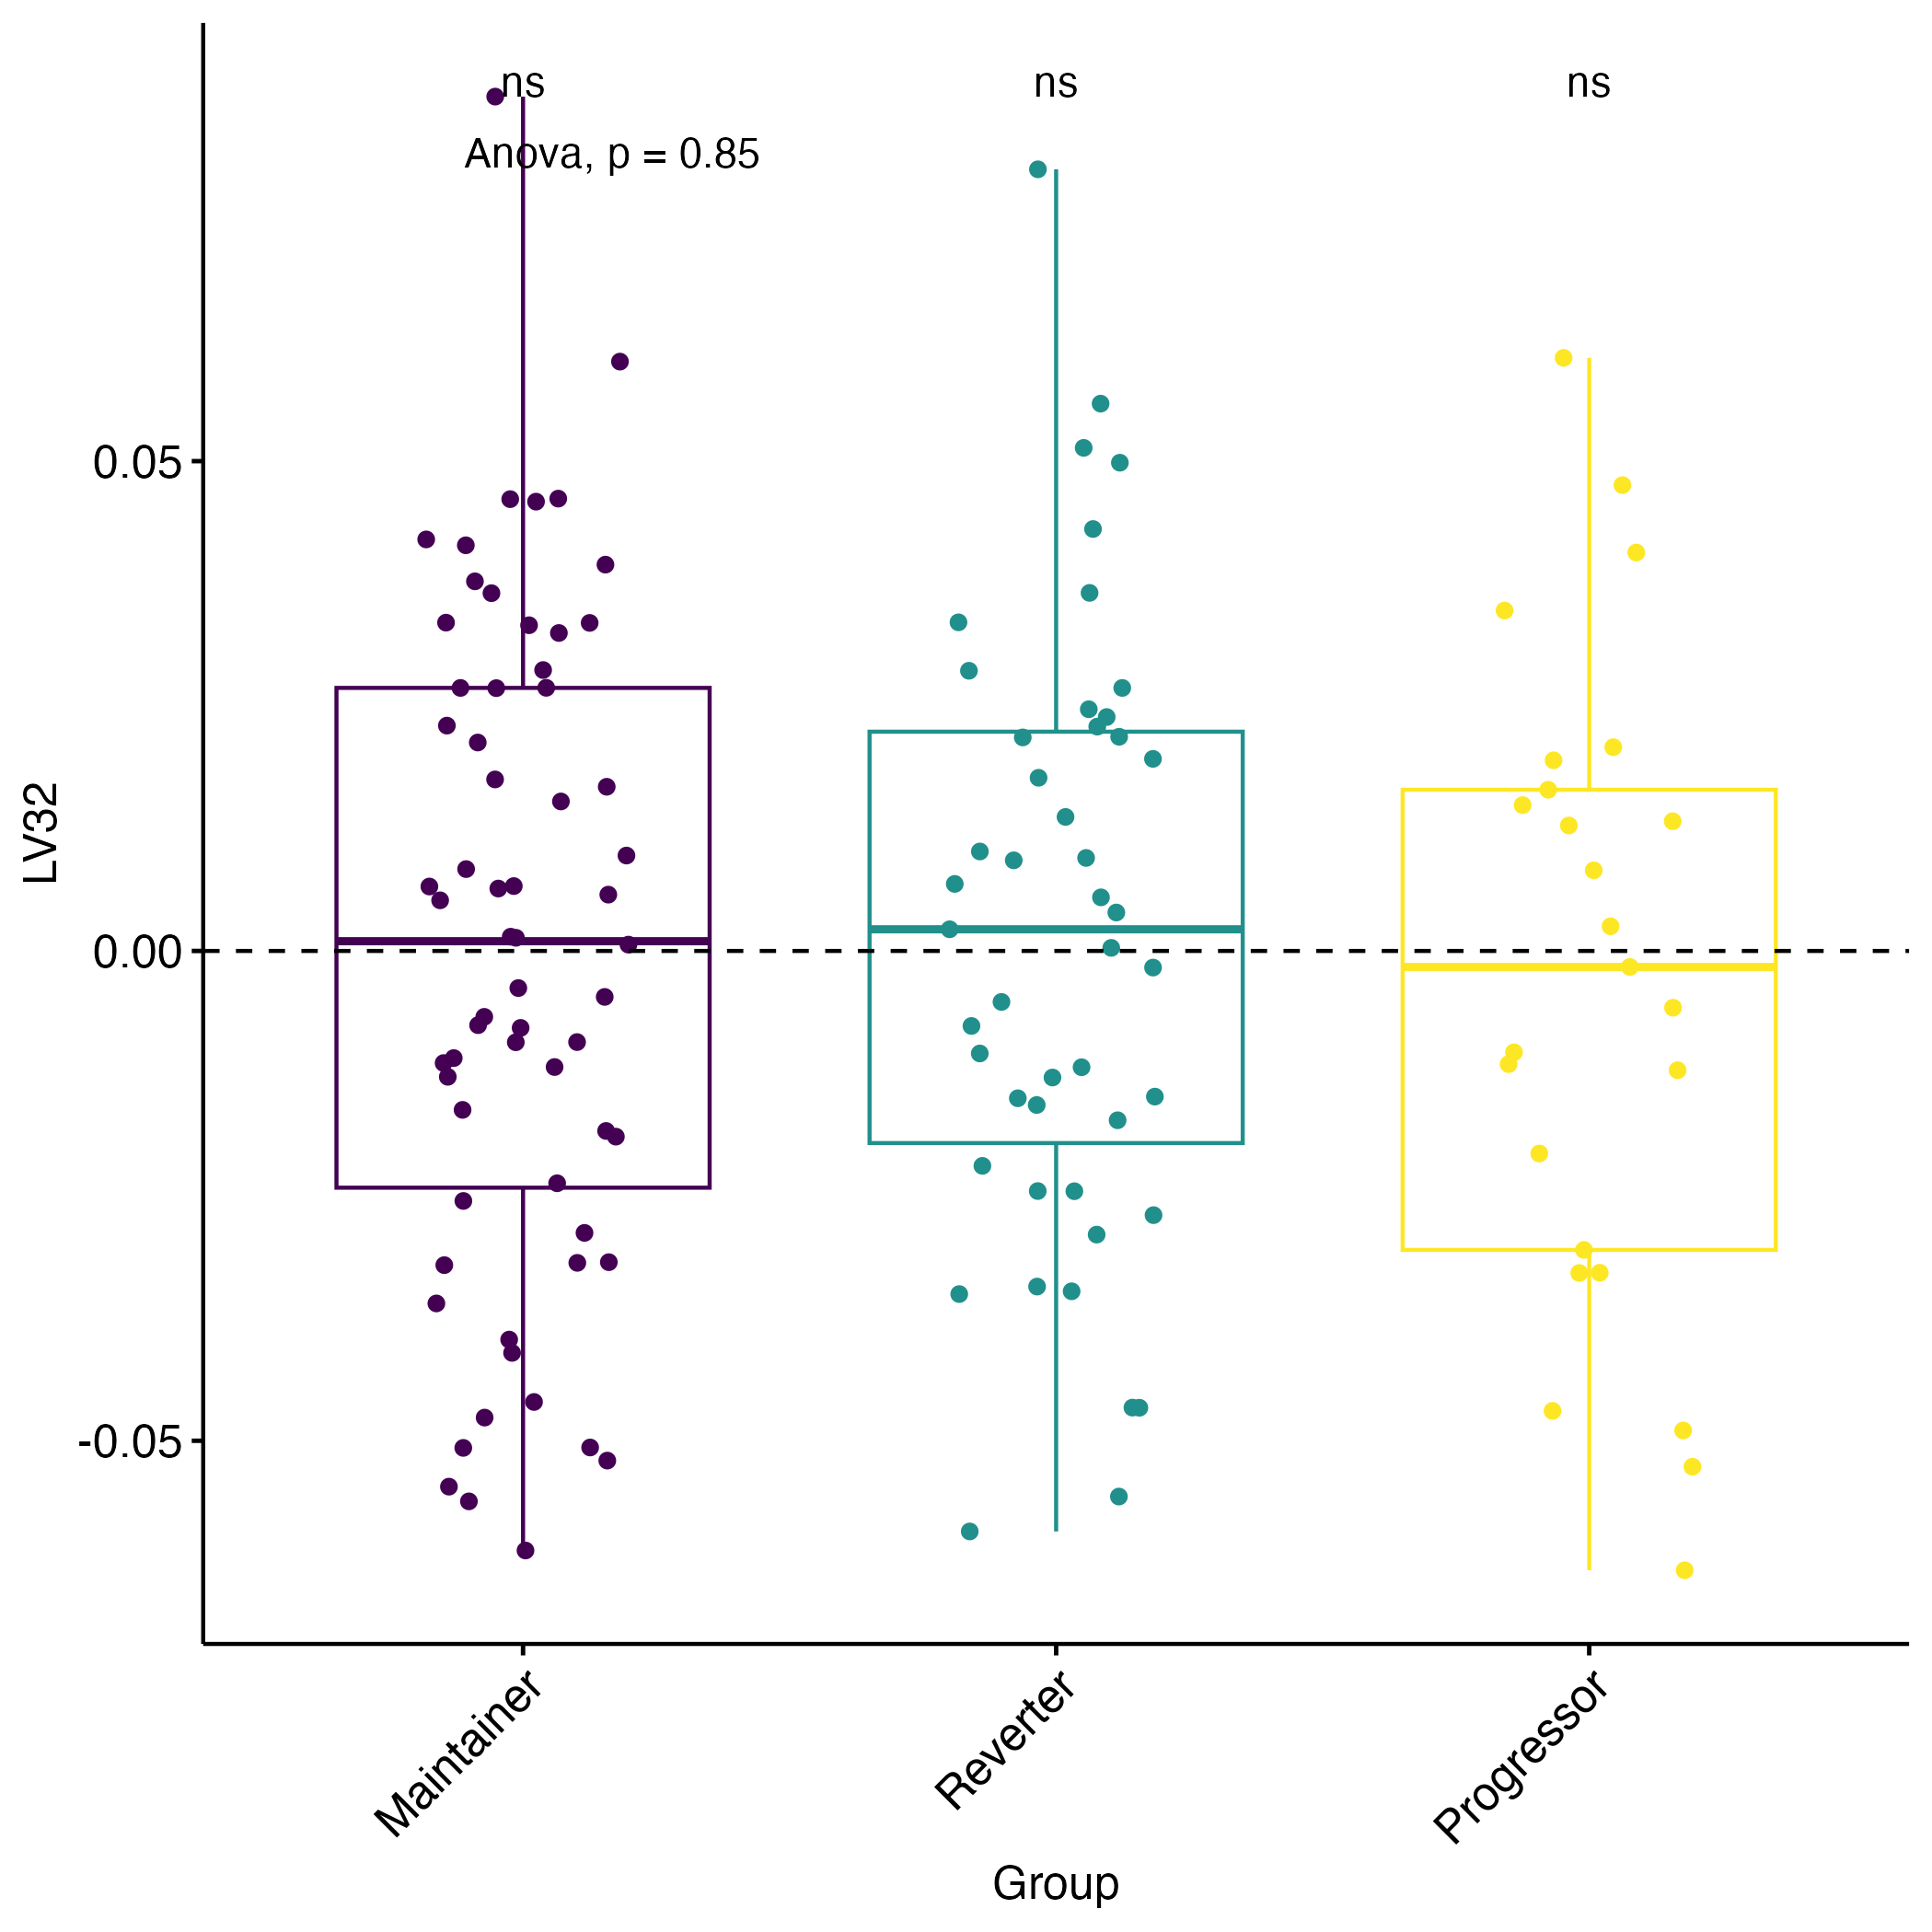 ns ns ns
Anova, p = 0.85
0.05
0.00
-0.05
LV32
Maintainer Reverter Progressor
Group